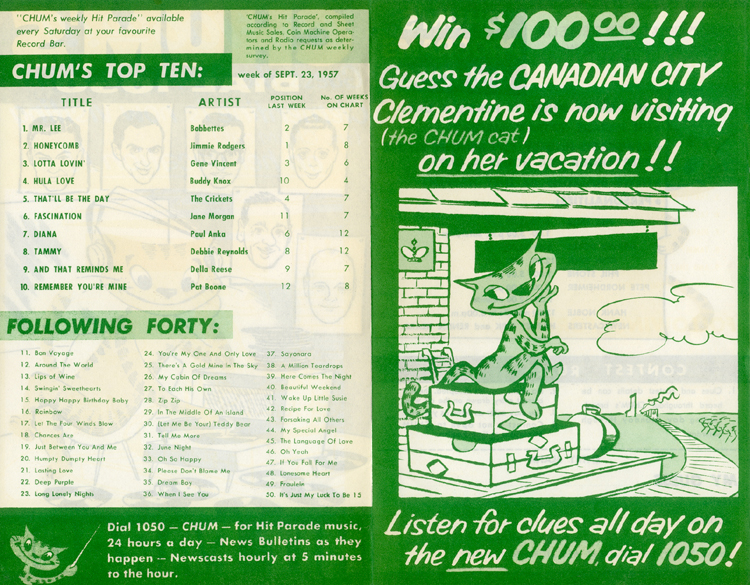 "CHUM's weekly Hit Parade" available
every Saturday at your favourite
Record Bar.
'CHUM's Hit Parade', compiled
according to Record and Sheet
Music Sales. Coin Machine Opera-
tors and Radio requests as deter-
mined by the CHUM weekly
survey.
CHUM'S TOP TEN:
week of SEPT. 23, 1957
TITLE ARTIST POSITION LAST WEEK No. OF WEEKS ON CHART
1. MR. LEE Bobbettes 2 7
2. HONEYCOMB Jimmie Rodgers 1 8
3. LOTTA LOVIN' Gene Vincent 3 6
4. HULA LOVE Buddy Knox 10 4
5. THAT'LL BE THE DAY The Crickets 4 7
6. FASCINATION Jane Morgan 11 7
7. DIANA Paul Anka 6 12
8. TAMMY Debbie Reynolds 8 12
9. AND THAT REMINDS ME Della Reese 9 7
10. REMEMBER YOU'RE MINE Pat Boone 12 8
FOLLOWING FORTY:
11. Bon Voyage
12. Around The World
13. Lips of Wine
14. Swingin' Sweethearts
15. Happy Happy Birthday Baby
16. Rainbow
17. Let The Four Winds Blow
18. Chances Are
19. Just Between You And Me
20. Humpty Dumpty Heart
21. Lasting Love
22. Deep Purple
23. Long Lonely Nights
24. You're My One And Only Love
25. There's A Gold Mine In The Sky
26. My Cabin Of Dreams
27. To Each His Own
28. Zip Zip
29. In The Middle Of An Island
30. (Let Me Be Your) Teddy Bear
31. Tell Me More
32. June Night
33. Oh So Happy
34. Please Don't Blame Me
35. Dream Boy
36. When I See You
37. Sayonara
38. A Million Teardrops
39. Here Comes The Night
40. Beautiful Weekend
41. Wake Up Little Susie
42. Recipe For Love
43. Forsaking All Others
44. My Special Angel
45. The Language Of Love
46. Oh Yeah
47. If You Fall For Me
48. Lonesome Heart
49. Fraulein
50. It's Just My Luck To Be 15
Dial 1050 — CHUM — for Hit Parade music,
24 hours a day — News Bulletins as they
happen — Newscasts hourly at 5 minutes
to the hour.
Win $100 00 !!!
Guess the CANADIAN CITY
Clementine is now visiting
(the CHUM cat)
on her vacation !!
Listen for clues all day on
the new CHUM, dial 1050!